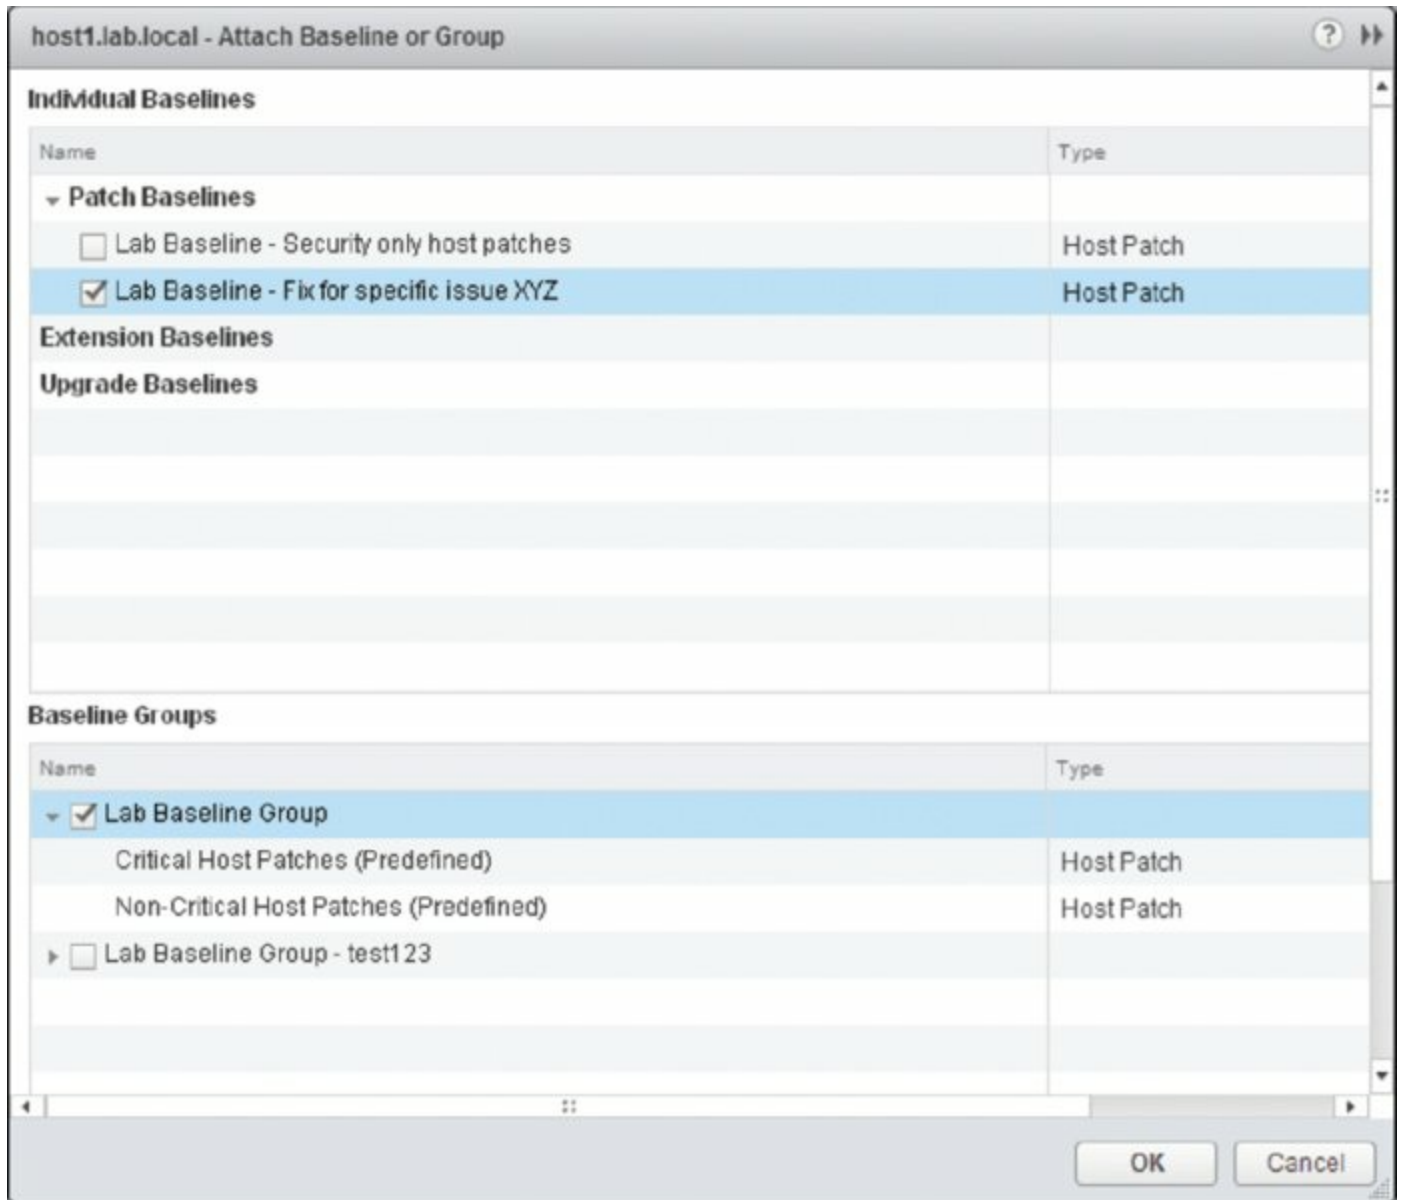 host1.lab.local - Attach Baseline or Group ?
Individual Baselines
Name Type
Patch Baselines
Lab Baseline - Security only host patches Host Patch
Lab Baseline - Fix for specific issue XYZ Host Patch
Extension Baselines
Upgrade Baselines
Baseline Groups
Name Type
Lab Baseline Group
Critical Host Patches (Predefined) Host Patch
Non-Critical Host Patches (Predefined) Host Patch
Lab Baseline Group - test123
OK Cancel